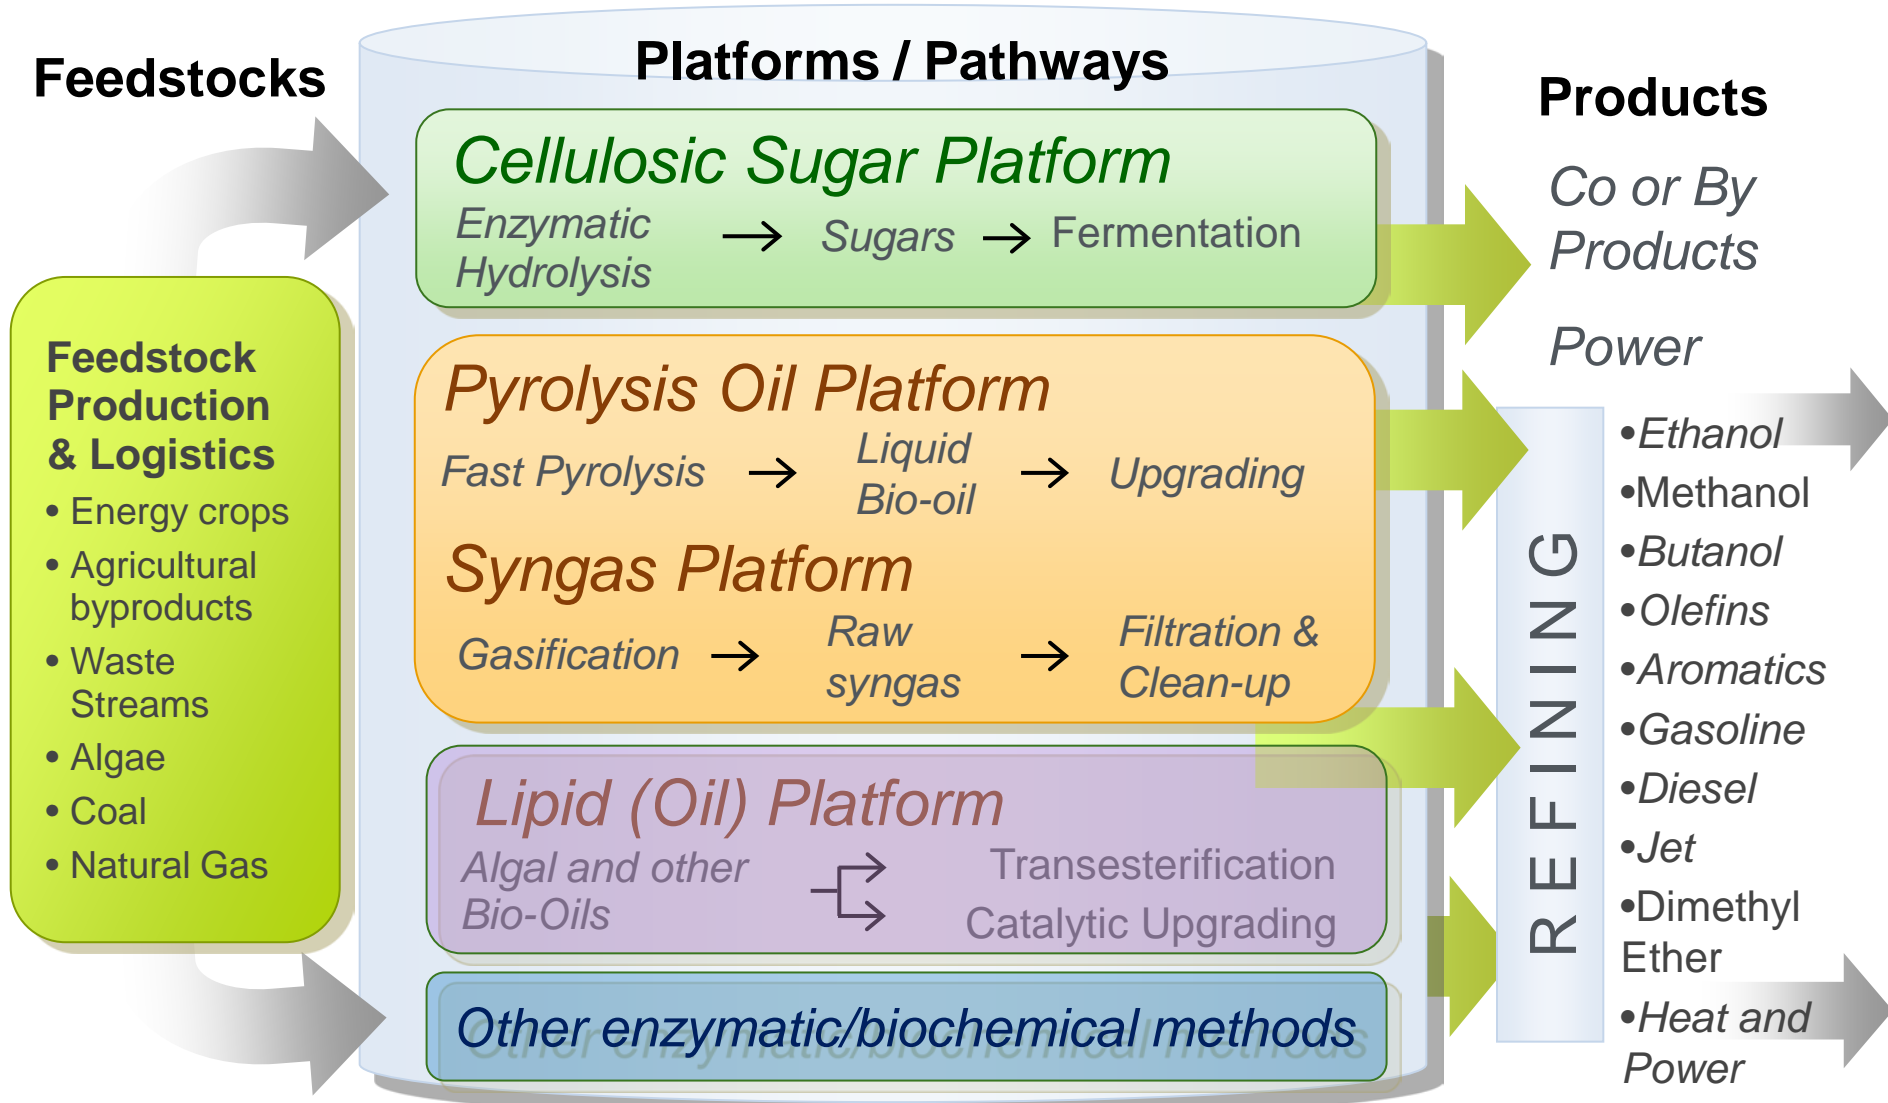 Feedstocks
Feedstock
Production
& Logistics
• Energy crops
• Agricultural
byproducts
• Waste
Streams
• Algae
• Coal
• Natural Gas
Platforms / Pathways
Cellulosic Sugar Platform
Enzymatic
Hydrolysis
→ Sugars → Fermentation
Pyrolysis Oil Platform
Fast Pyrolysis → Liquid
Bio-oil
→ Upgrading
Syngas Platform
Gasification → Raw
syngas
→ Filtration &
Clean-up
Lipid (Oil) Platform
Algal and other
Bio-Oils
Transesterification
Catalytic Upgrading
Other enzymatic/biochemical methods
Products
Co or By
Products
Power
REFINING
•Ethanol
•Methanol
•Butanol
•Olefins
•Aromatics
•Gasoline
•Diesel
•Jet
•Dimethyl
Ether
•Heat and
Power